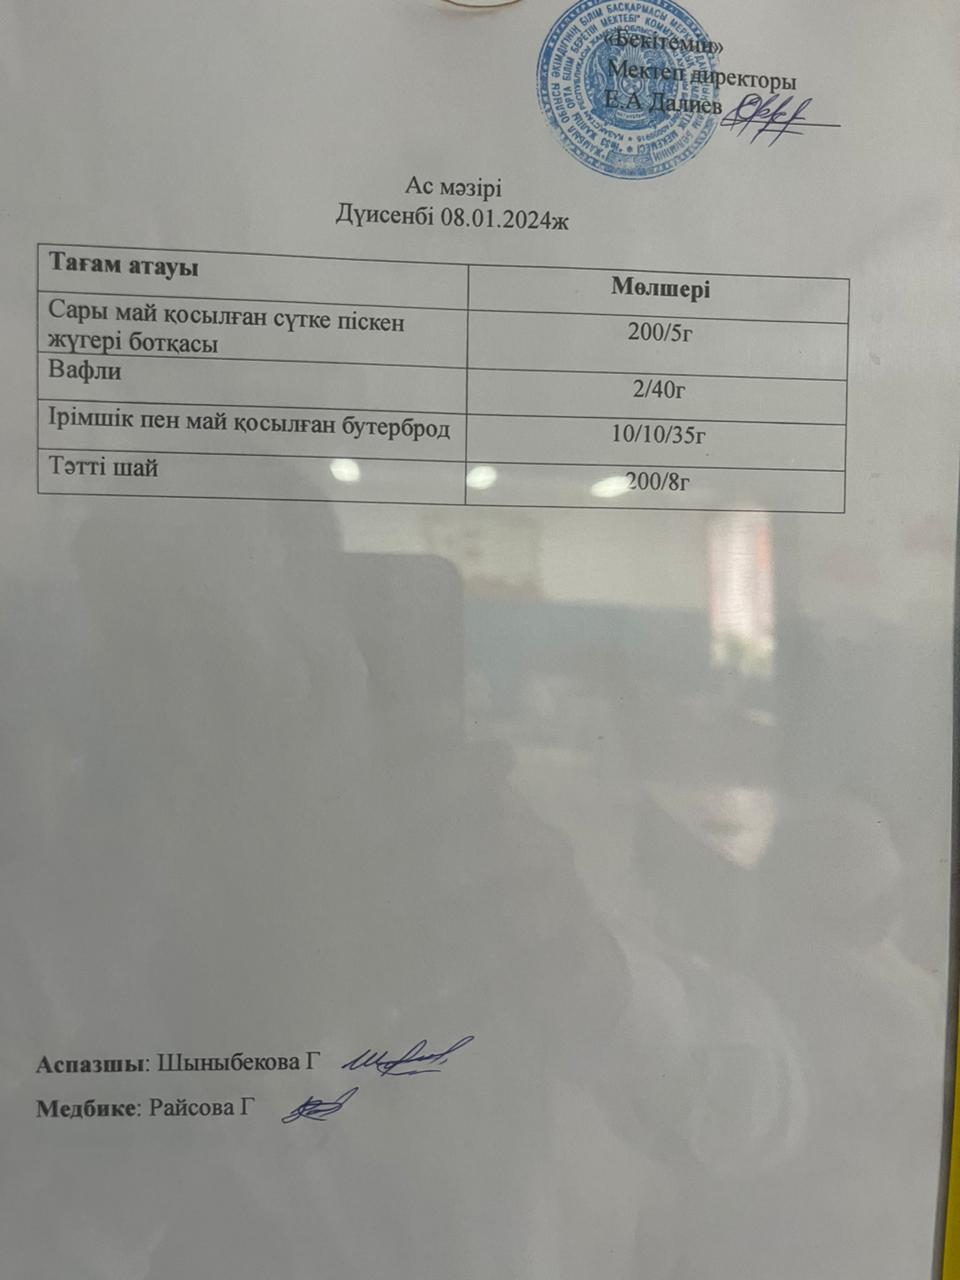 «Бекітемін»
Мектеп директоры
Е.А Далиев
Ас мәзірі
Дүисенбі 08.01.2024ж
Тағам атауы
Мөлшері
Сары май қосылған сүтке піскен
жүгері ботқасы
200/5г
Вафли
2/40г
Ірімшік пен май қосылған бутерброд
10/10/35г
Тәтті шай
200/8г
Аспазшы: Шыныбекова Г
Медбике: Райсова Г